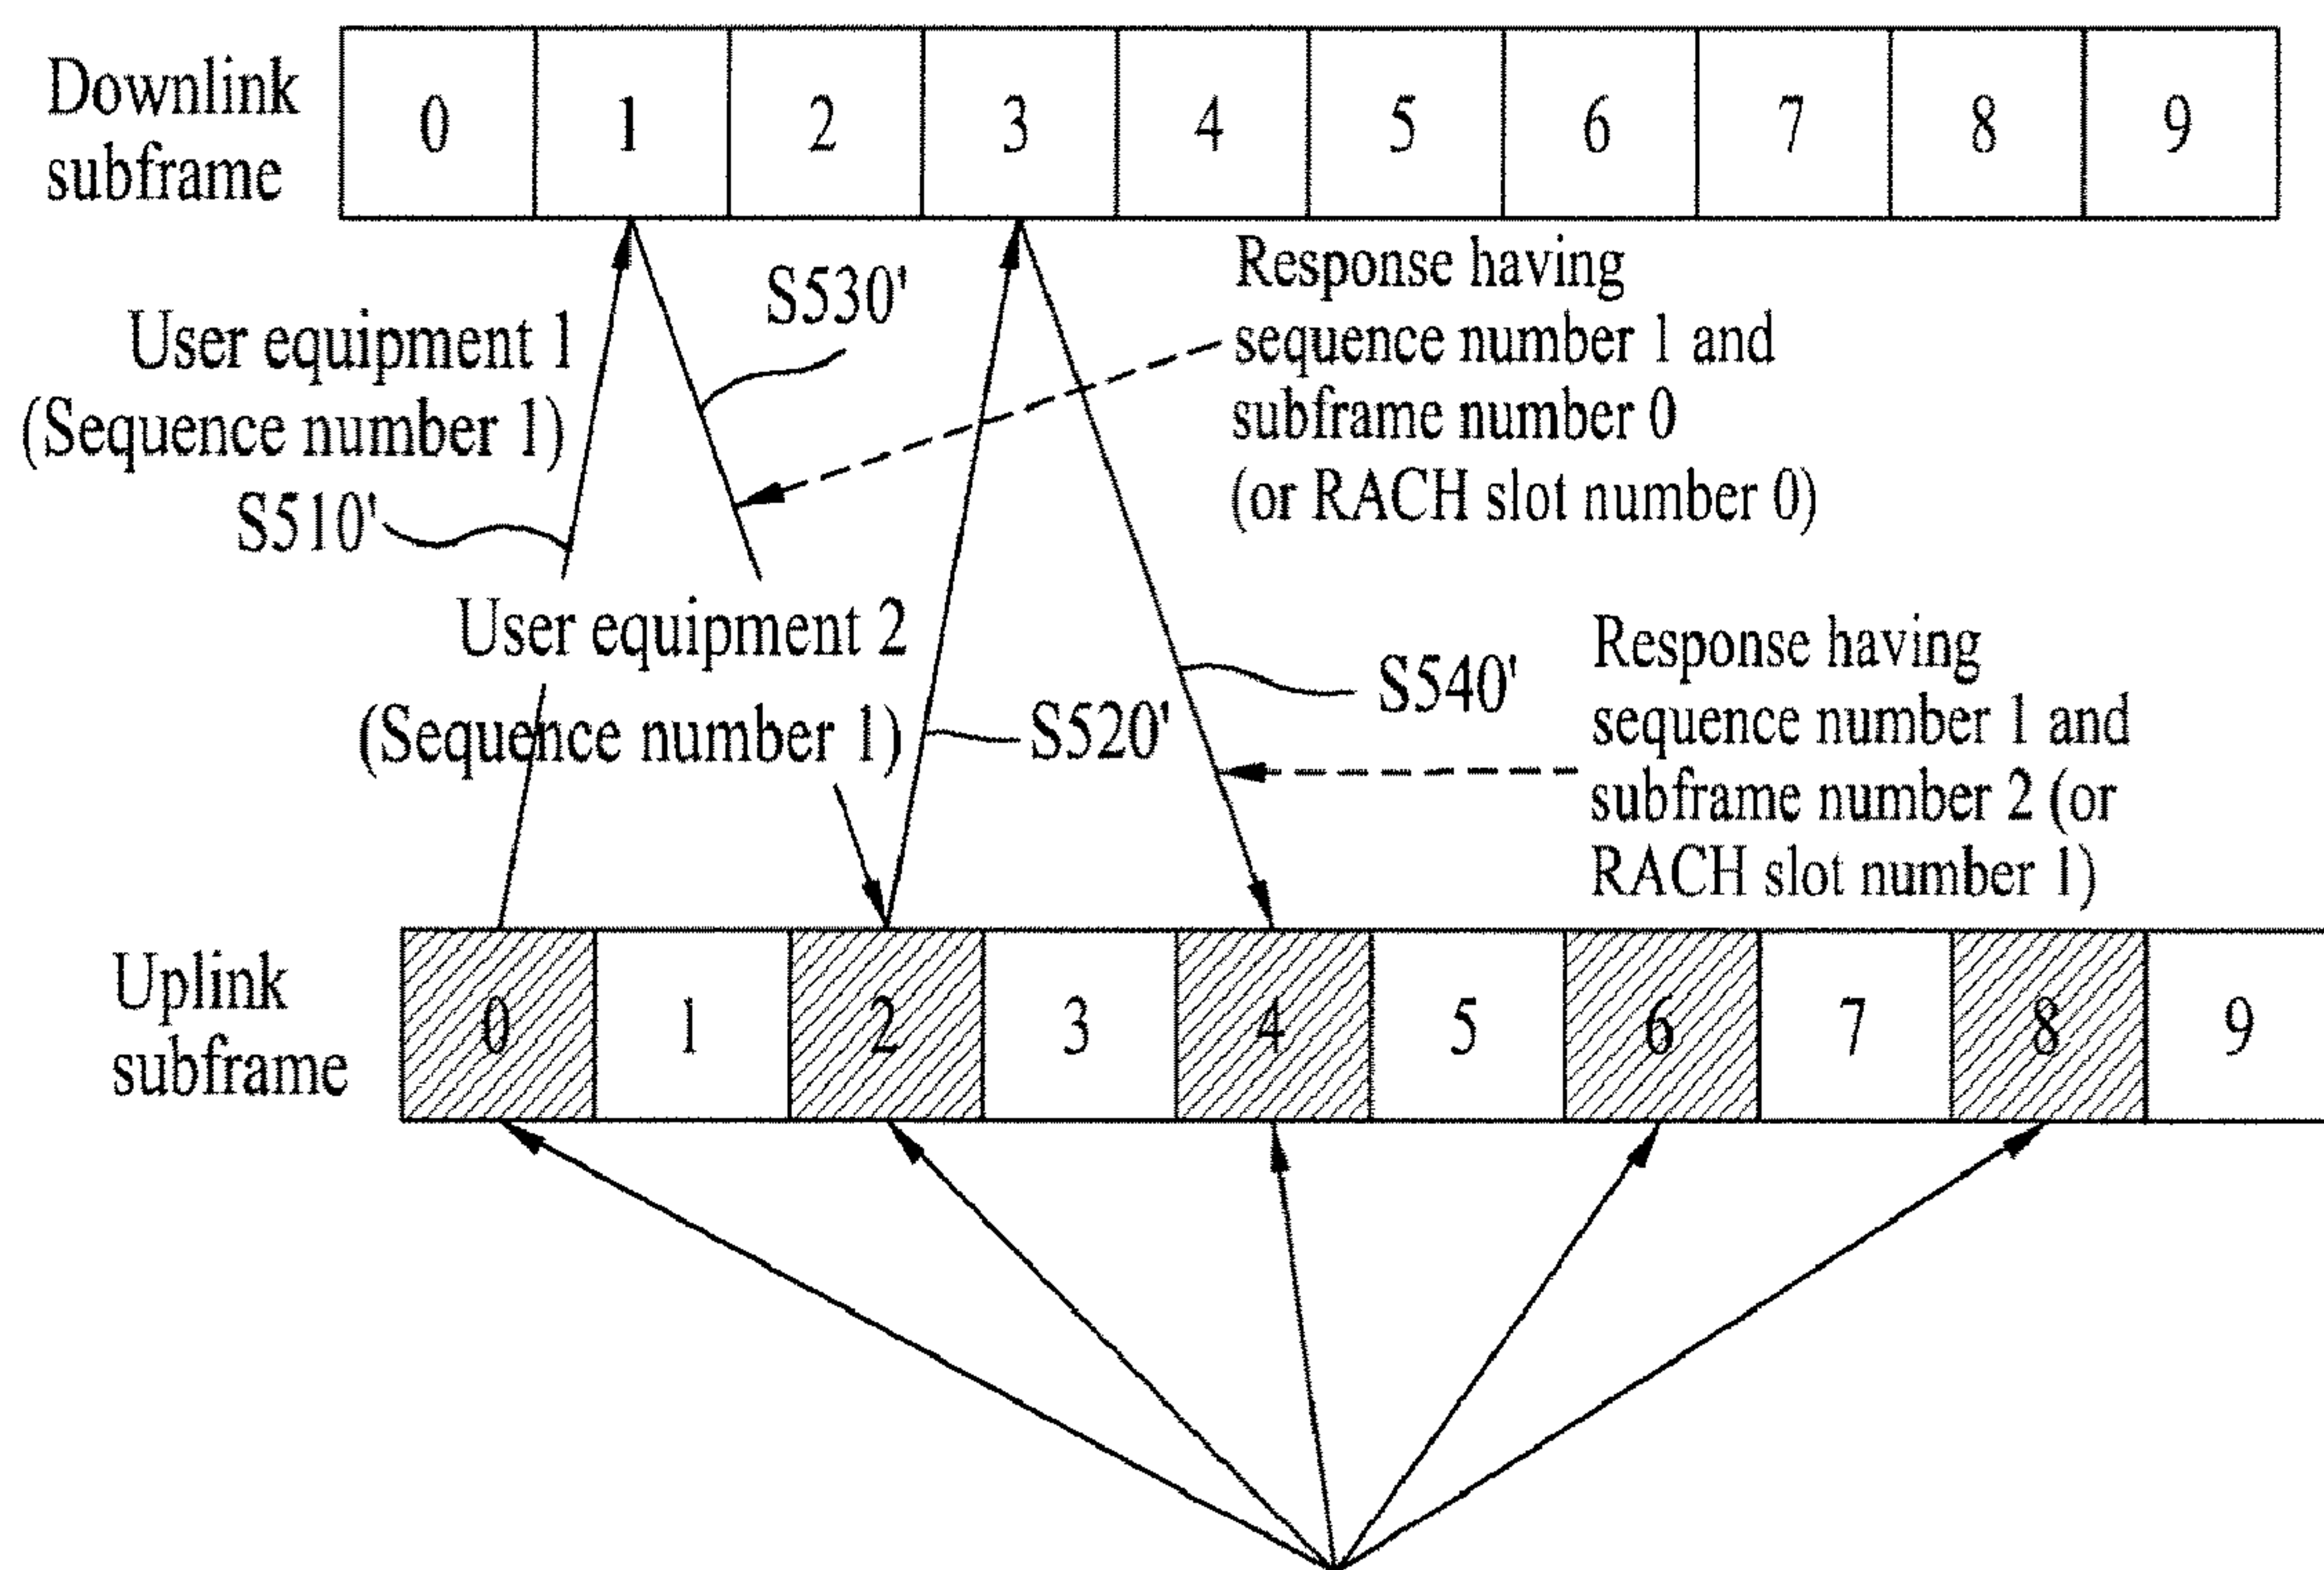 Downlink
subframe
0 1 2 3 4 5 6 7 8 9
User equipment 1
(Sequence number 1)
S510'
S530'
Response having
sequence number 1 and
subframe number 0
(or RACH slot number 0)
User equipment 2
(Sequence number 1)
S520'
S540'
Response having
sequence number 1 and
subframe number 2 (or
RACH slot number 1)
Uplink
subframe
0 1 2 3 4 5 6 7 8 9